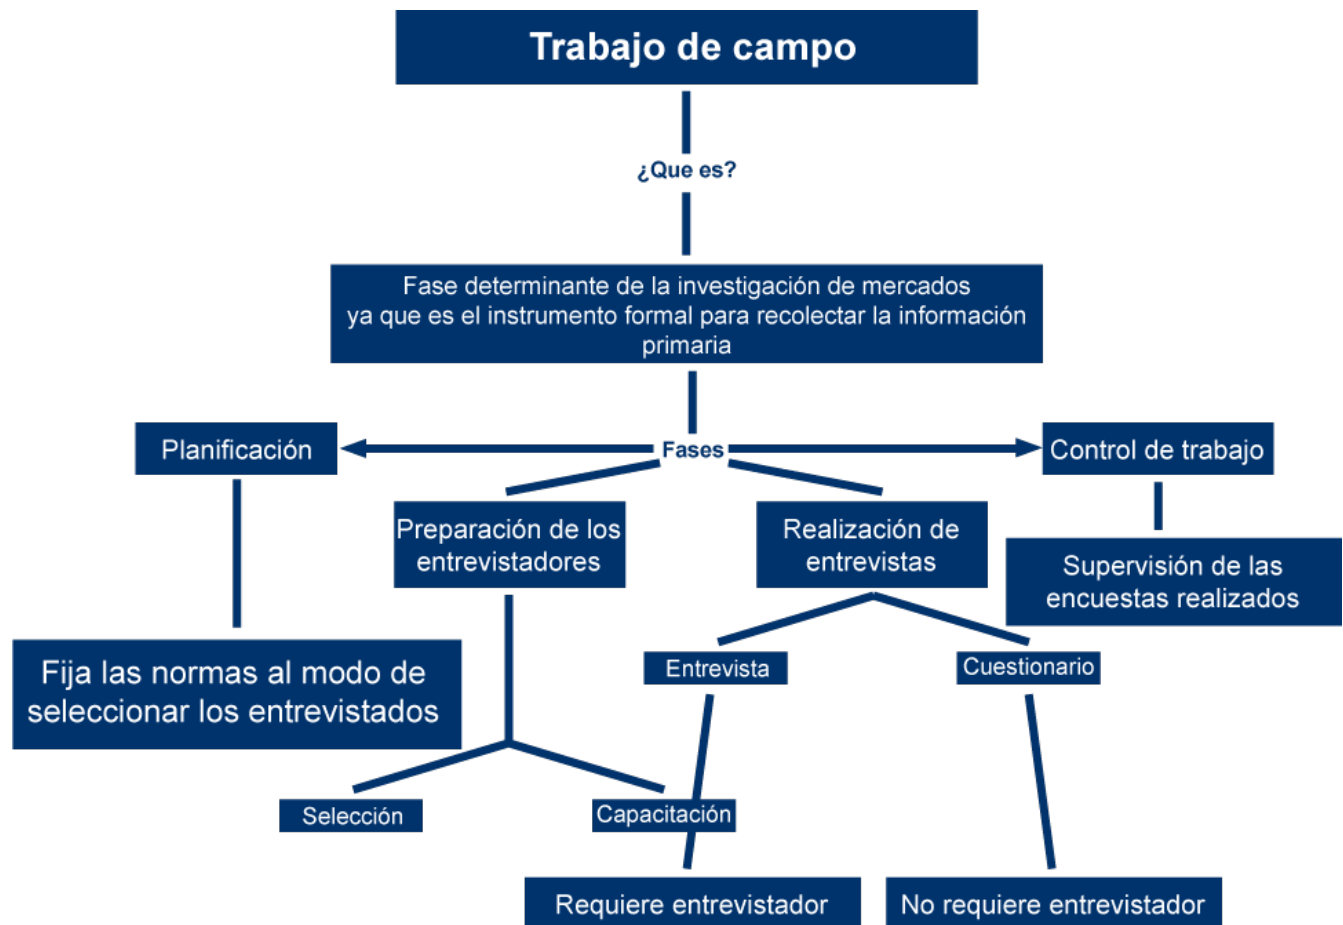 Trabajo de campo
¿Que es?
Fase determinante de la investigación de mercados
ya que es el instrumento formal para recolectar la información
primaria
Fases
Planificación
Control de trabajo
Preparación de los
entrevistadores
Realización de
entrevistas
Supervisión de las
encuestas realizados
Fija las normas al modo de
seleccionar los entrevistados
Entrevista
Cuestionario
Selección
Capacitación
Requiere entrevistador
No requiere entrevistador